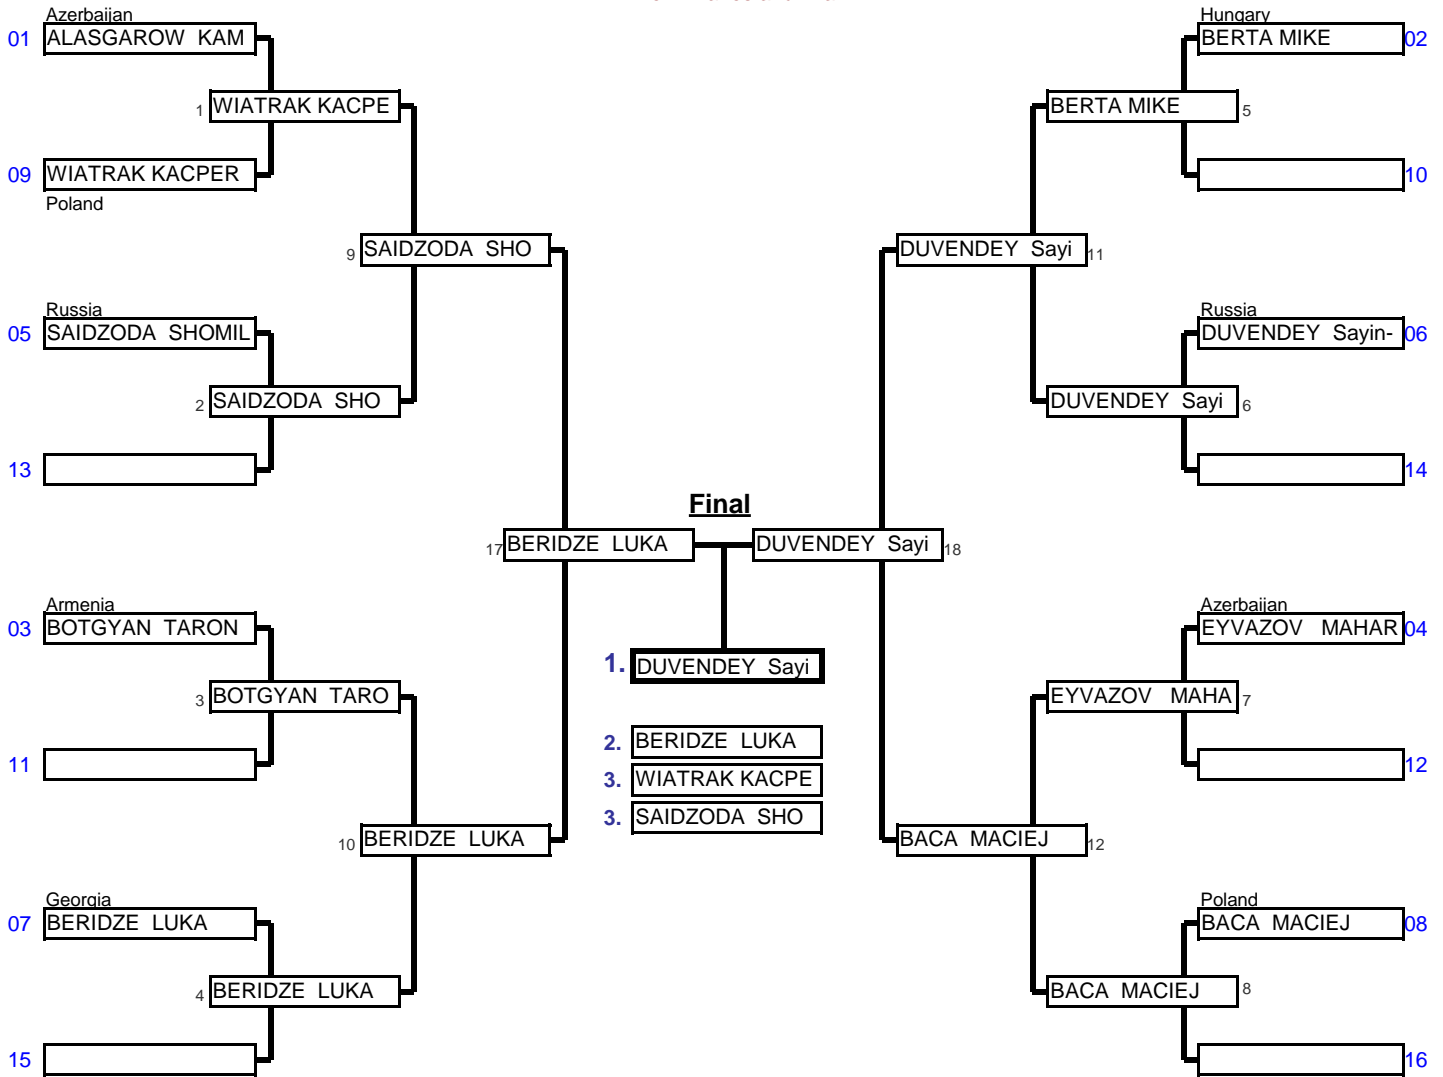 Azerbaijan
01 ALASGAROW KAM
1 WIATRAK KACPE
09 WIATRAK KACPER
Poland
9 SAIDZODA SHO
Russia
05 SAIDZODA SHOMIL
2 SAIDZODA SHO
13
17 BERIDZE LUKA
Armenia
03 BOTGYAN TARON
3 BOTGYAN TARO
11
10 BERIDZE LUKA
Georgia
07 BERIDZE LUKA
4 BERIDZE LUKA
15
Final
1. DUVENDEY Sayi
2. BERIDZE LUKA
3. WIATRAK KACPE
3. SAIDZODA SHO
Hungary
BERTA MIKE 02
BERTA MIKE 5
10
DUVENDEY Sayi 11
Russia
DUVENDEY Sayin- 06
DUVENDEY Sayi 6
14
DUVENDEY Sayi 18
Azerbaijan
EYVAZOV MAHAR 04
EYVAZOV MAHA 7
12
BACA MACIEJ 12
Poland
BACA MACIEJ 08
BACA MACIEJ 8
16